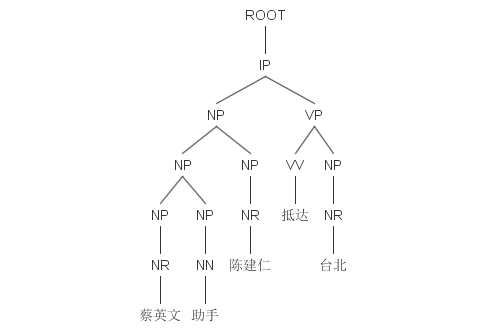 ROOT
IP
NP VP
NP NP VV NP
NP NP NR 抵达 NR
NR NN 陈建仁 台北
蔡英文 助手